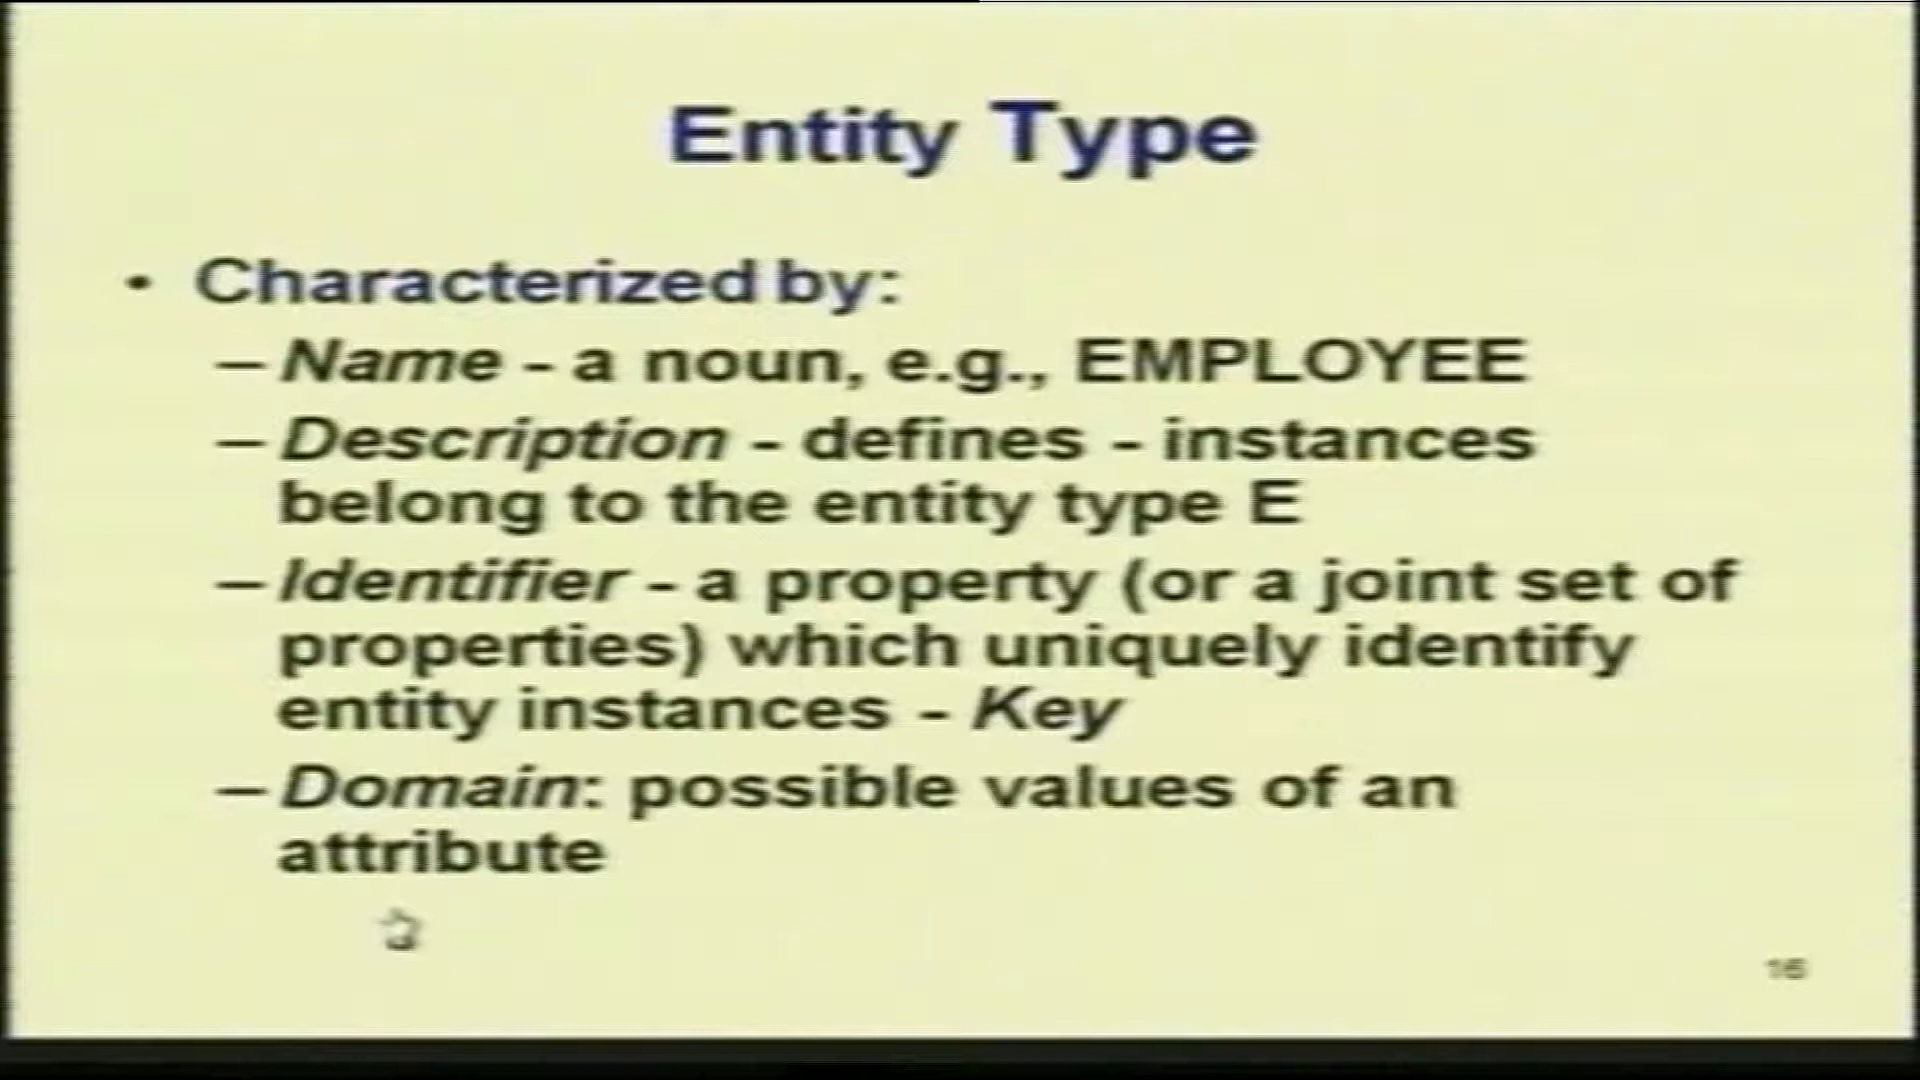 Entity Type
• Characterized by:
– Name - a noun, e.g., EMPLOYEE
– Description - defines - instances
belong to the entity type E
– Identifier - a property (or a joint set of
properties) which uniquely identify
entity instances - Key
– Domain: possible values of an
attribute
16